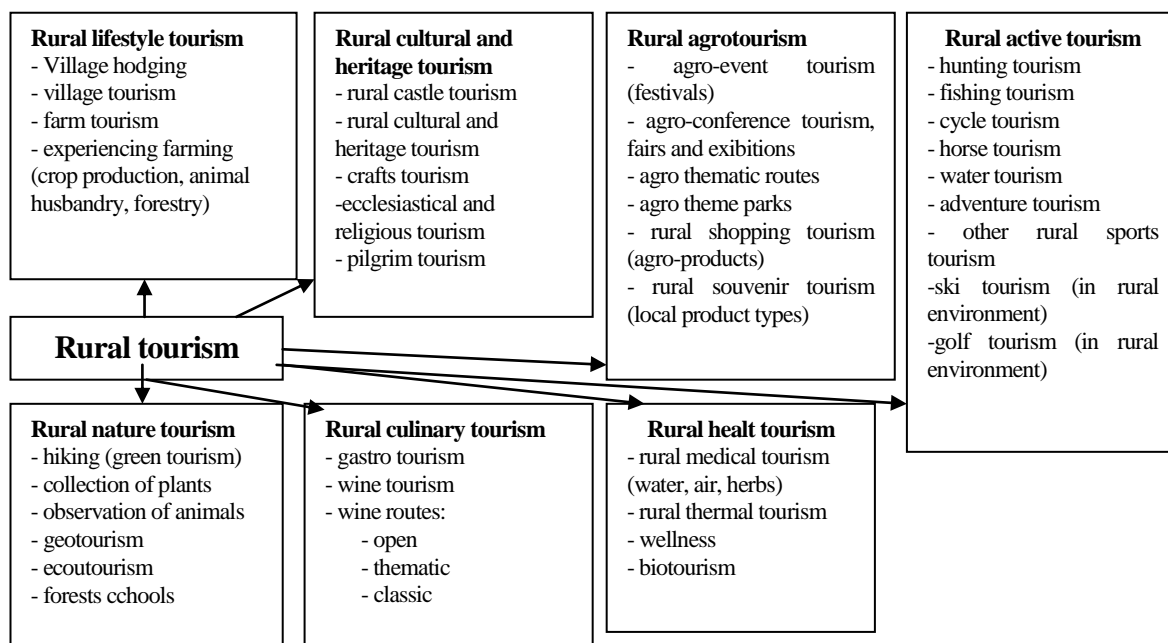 Rural lifestyle tourism
- Village hodging
- village tourism
- farm tourism
- experiencing farming
(crop production, animal
husbandry, forestry)
Rural cultural and
heritage tourism
- rural castle tourism
- rural cultural and
heritage tourism
- crafts tourism
-ecclesiastical and
religious tourism
- pilgrim tourism
Rural agrotourism
- agro-event tourism
(festivals)
- agro-conference tourism,
fairs and exibitions
- agro thematic routes
- agro theme parks
- rural shopping tourism
(agro-products)
- rural souvenir tourism
(local product types)
Rural active tourism
- hunting tourism
- fishing tourism
- cycle tourism
- horse tourism
- water tourism
- adventure tourism
- other rural sports
tourism
-ski tourism (in rural
environment)
-golf tourism (in rural
environment)
Rural tourism
Rural nature tourism
- hiking (green tourism)
- collection of plants
- observation of animals
- geotourism
- ecoutourism
- forests cchools
Rural culinary tourism
- gastro tourism
- wine tourism
- wine routes:
- open
- thematic
- classic
Rural healt tourism
- rural medical tourism
(water, air, herbs)
- rural thermal tourism
- wellness
- biotourism